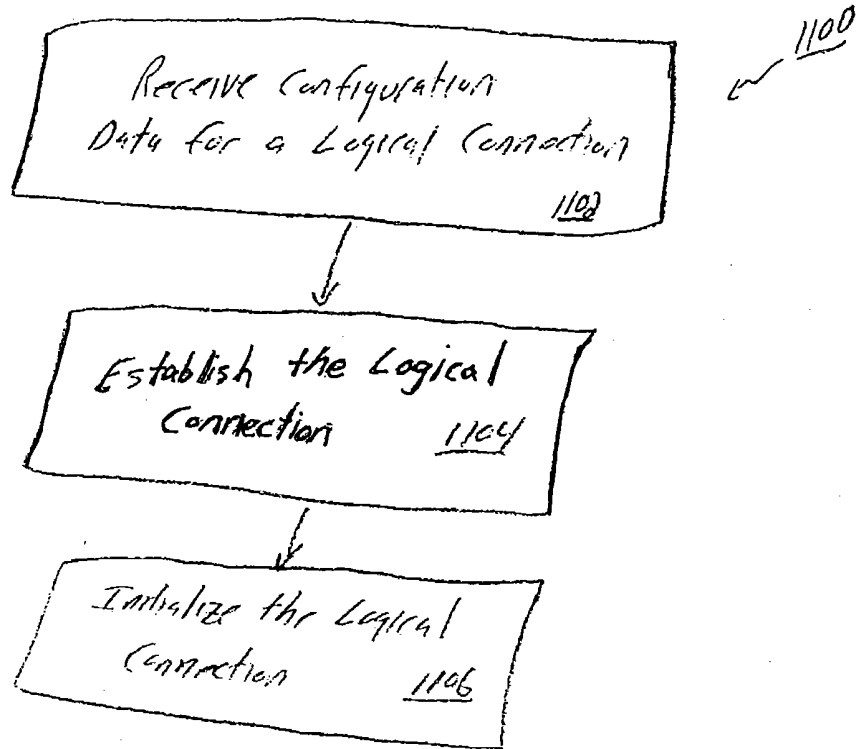 1100
Receive Configuration
Data for a Logical Connection
1102
Establish the Logical
Connection 1104
Initialize the Logical
Connection 1106